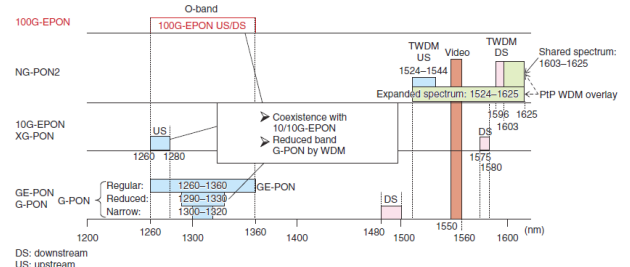 O-band
100G-EPON
100G-EPON US/DS
TWDM
US
Video
TWDM
DS
Shared spectrum:
1603–1625
NG-PON2
1524–1544
Expanded spectrum: 1524–1625
PtP WDM overlay
1596
1625
1603
➢ Coexistence with
10/10G-EPON
➢ Reduced band
G-PON by WDM
10G-EPON
XG-PON
US
1260
1280
DS
1575
1580
GE-PON
G-PON
G-PON
Regular:
1260–1360
GE-PON
Reduced:
1290–1330
Narrow:
1300–1320
DS
1200
1260
1300
1360
1400
1480
1500
1550
1560
1600
(nm)
DS: downstream
US: upstream